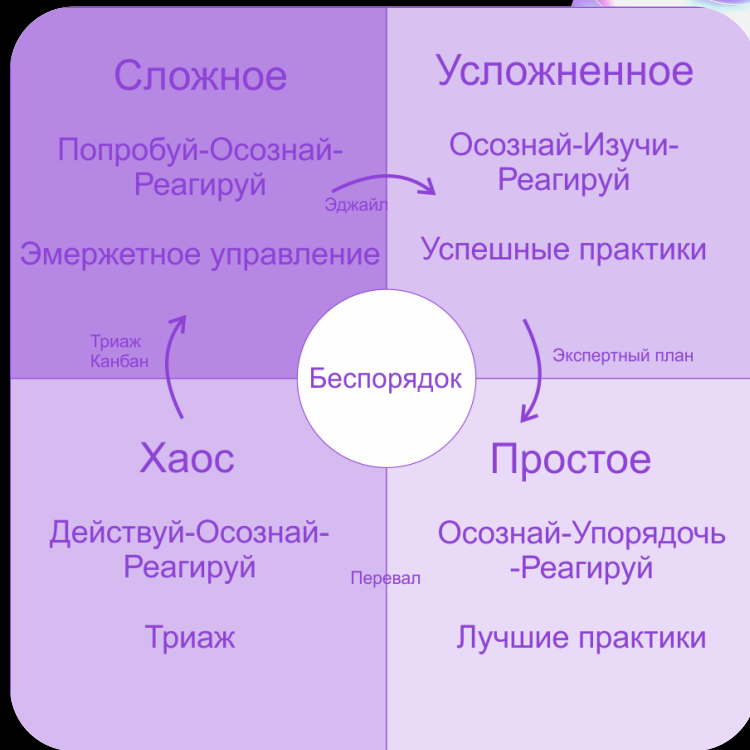 Сложное
Попробуй-Осознай-
Реагируй
Эмержетное управление
Эджайл
Усложненное
Осознай-Изучи-
Реагируй
Успешные практики
Триаж
Канбан
Беспорядок
Экспертный план
Хаос
Действуй-Осознай-
Реагируй
Триаж
Перевал
Простое
Осознай-Упорядочь
-Реагируй
Лучшие практики